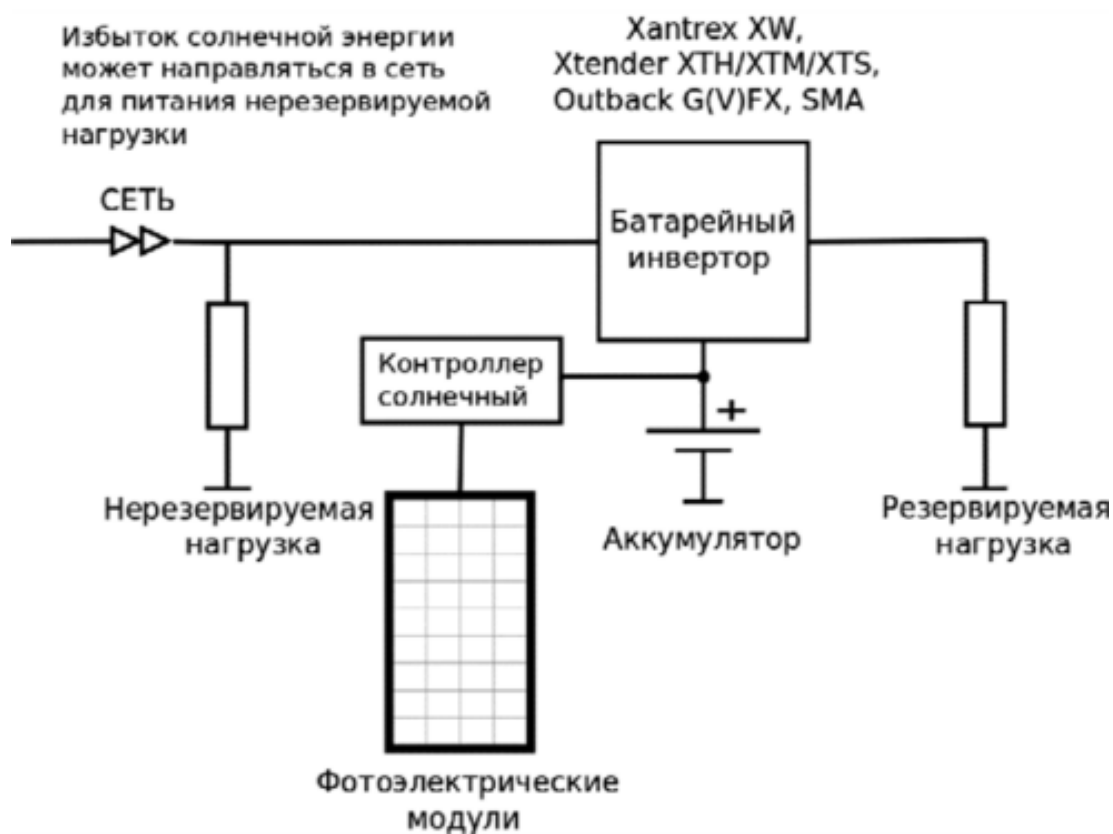 Избыток солнечной энергии
может направляться в сеть
для питания нерезервируемой
нагрузки
Xantrex XW,
Xtender XTH/XTM/XTS,
Outback G(V)FX, SMA
СЕТЬ
Батарейный
инвертор
Контроллер
солнечный
+
Нерезервируемая
нагрузка
Аккумулятор
Резервируемая
нагрузка
Фотоэлектрические
модули